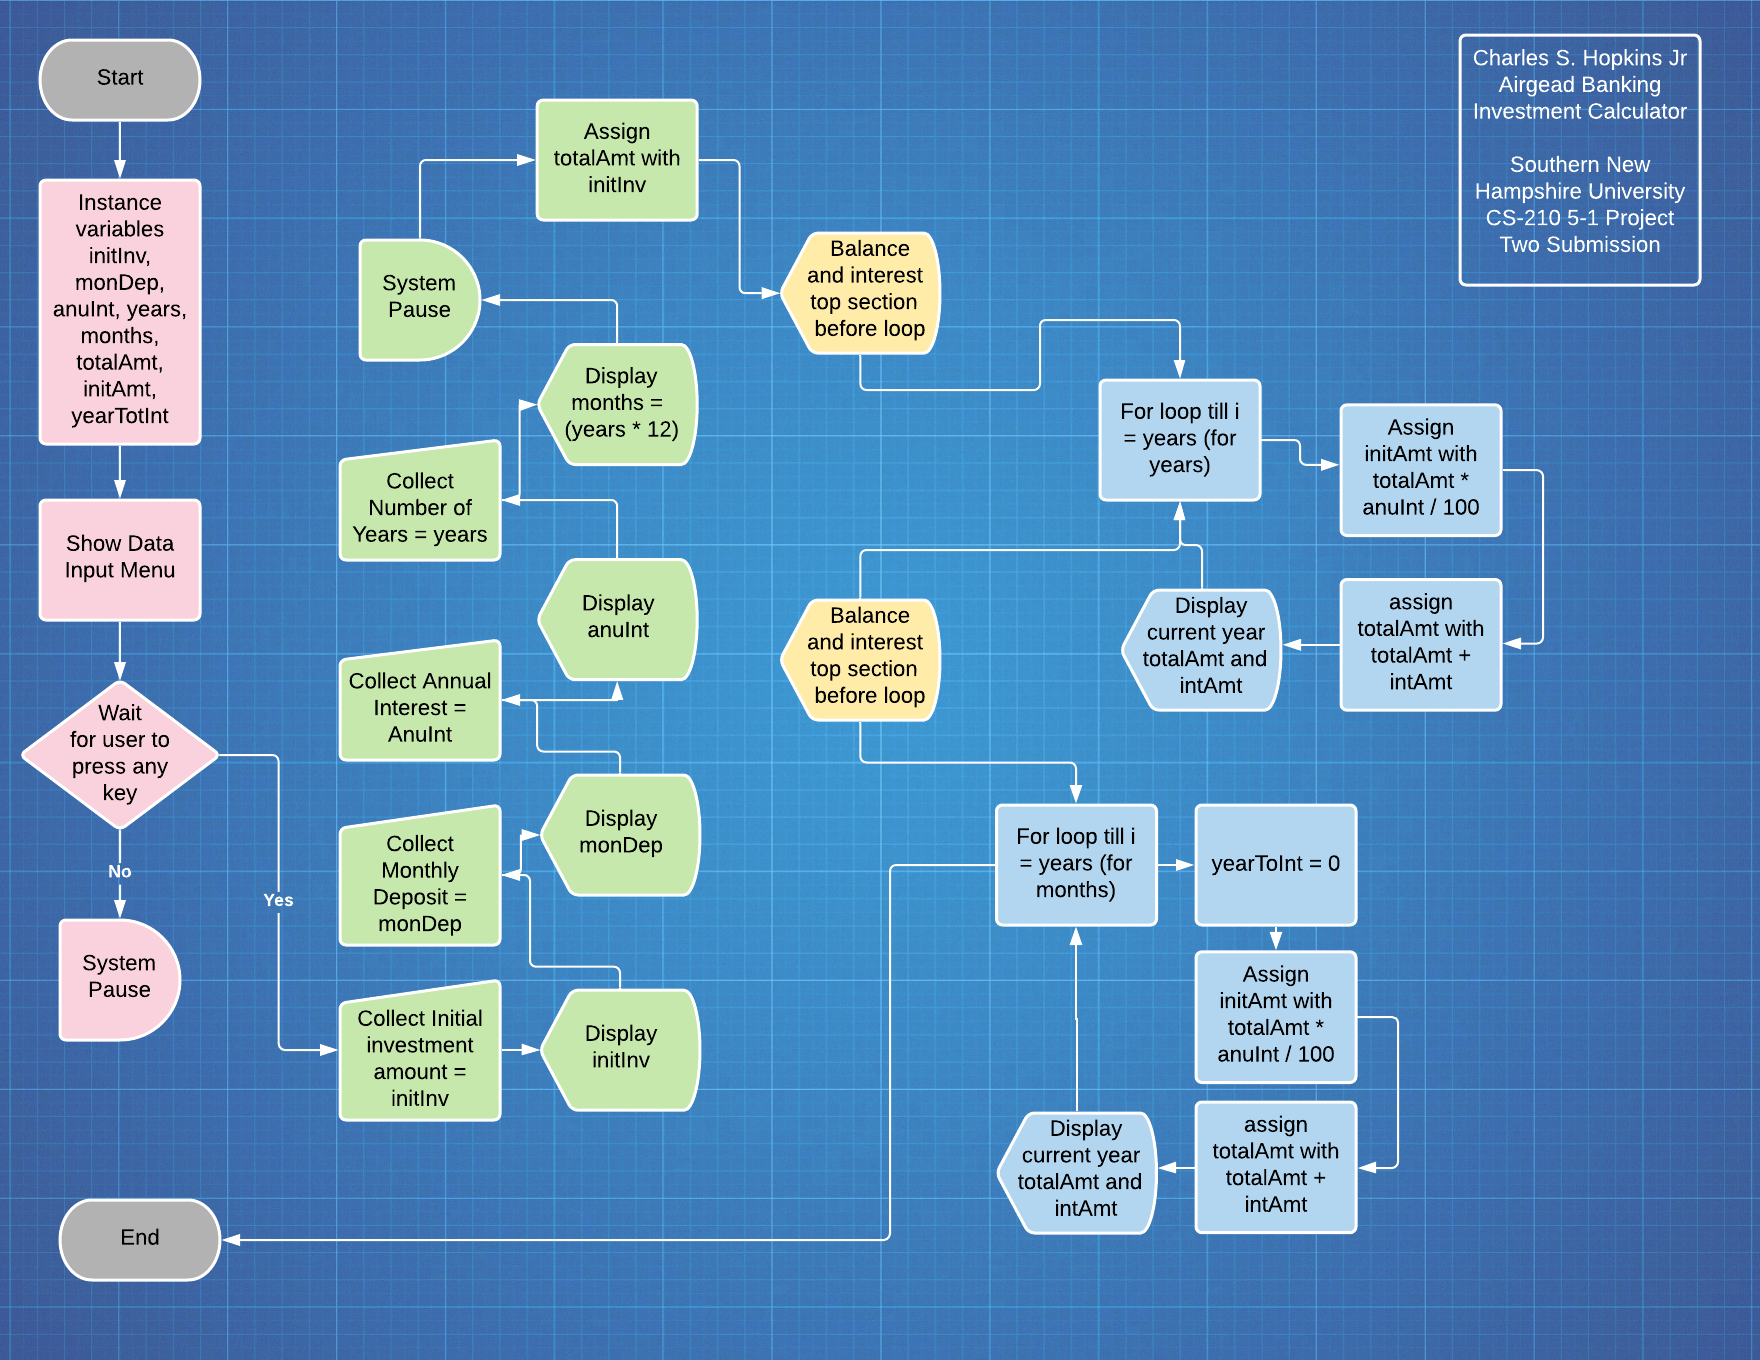 Start
Instance
variables
initInv,
monDep,
anuInt, years,
months,
totalAmt,
initAmt,
yearTotInt
Show Data
Input Menu
Wait
for user to
press any
key
No
Yes
System
Pause
End
Collect Initial
investment
amount =
initInv
Display
initInv
Collect
Monthly
Deposit =
monDep
Display
monDep
Collect Annual
Interest =
AnuInt
Display
anuInt
Collect
Number of
Years = years
Display
months =
(years * 12)
System
Pause
Assign
totalAmt with
initInv
Balance
and interest
top section
before loop
For loop till i
= years (for
years)
Assign
initAmt with
totalAmt *
anuInt / 100
assign
totalAmt with
totalAmt +
intAmt
Display
current year
totalAmt and
intAmt
Balance
and interest
top section
before loop
For loop till i
= years (for
months)
yearToInt = 0
Assign
initAmt with
totalAmt *
anuInt / 100
assign
totalAmt with
totalAmt +
intAmt
Display
current year
totalAmt and
intAmt
Charles S. Hopkins Jr
Airgead Banking
Investment Calculator
Southern New
Hampshire University
CS-210 5-1 Project
Two Submission